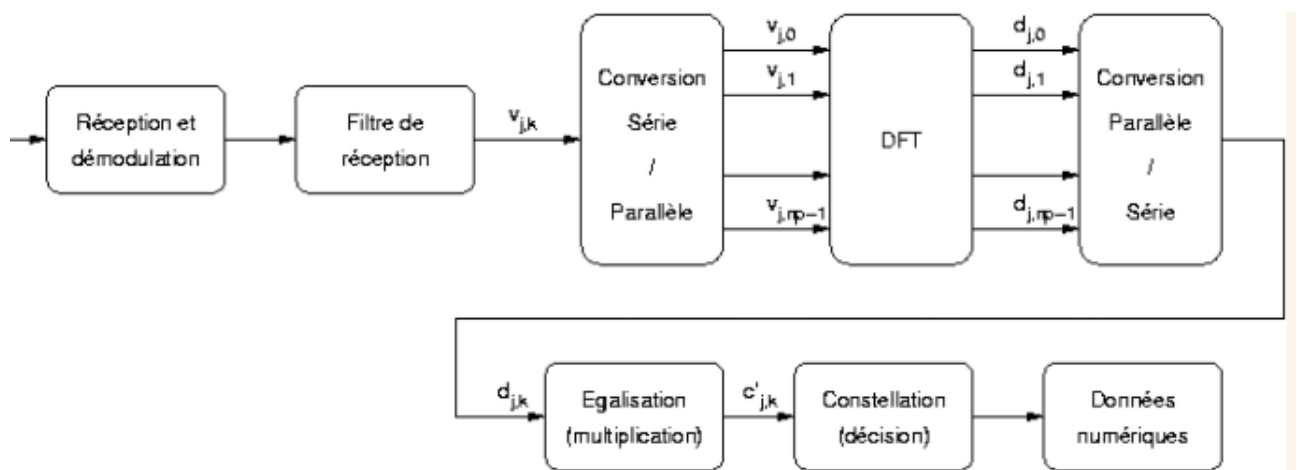 Réception et
démodulation
Filtre de
réception
v_{j,k}
Conversion
Série
/
Parallèle
v_{j,0}
v_{j,1}
v_{j,np-1}
DFT
d_{j,0}
d_{j,1}
d_{j,np-1}
Conversion
Parallèle
/
Série
d_{j,k}
Egalisation
(multiplication)
c'_{j,k}
Constellation
(décision)
Données
numériques